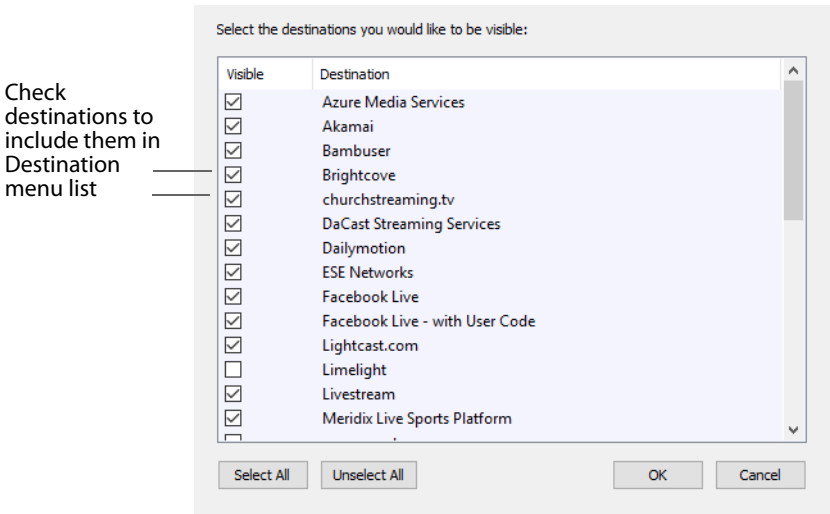 Select the destinations you would like to be visible:
Visible Destination
Check
destinations to
include them in
Destination
menu list
Azure Media Services
Akamai
Bambuser
Brightcove
churchstreaming.tv
DaCast Streaming Services
Dailymotion
ESE Networks
Facebook Live
Facebook Live - with User Code
Lightcast.com
Limelight
Livestream
Meridix Live Sports Platform
Select All Unselect All OK Cancel